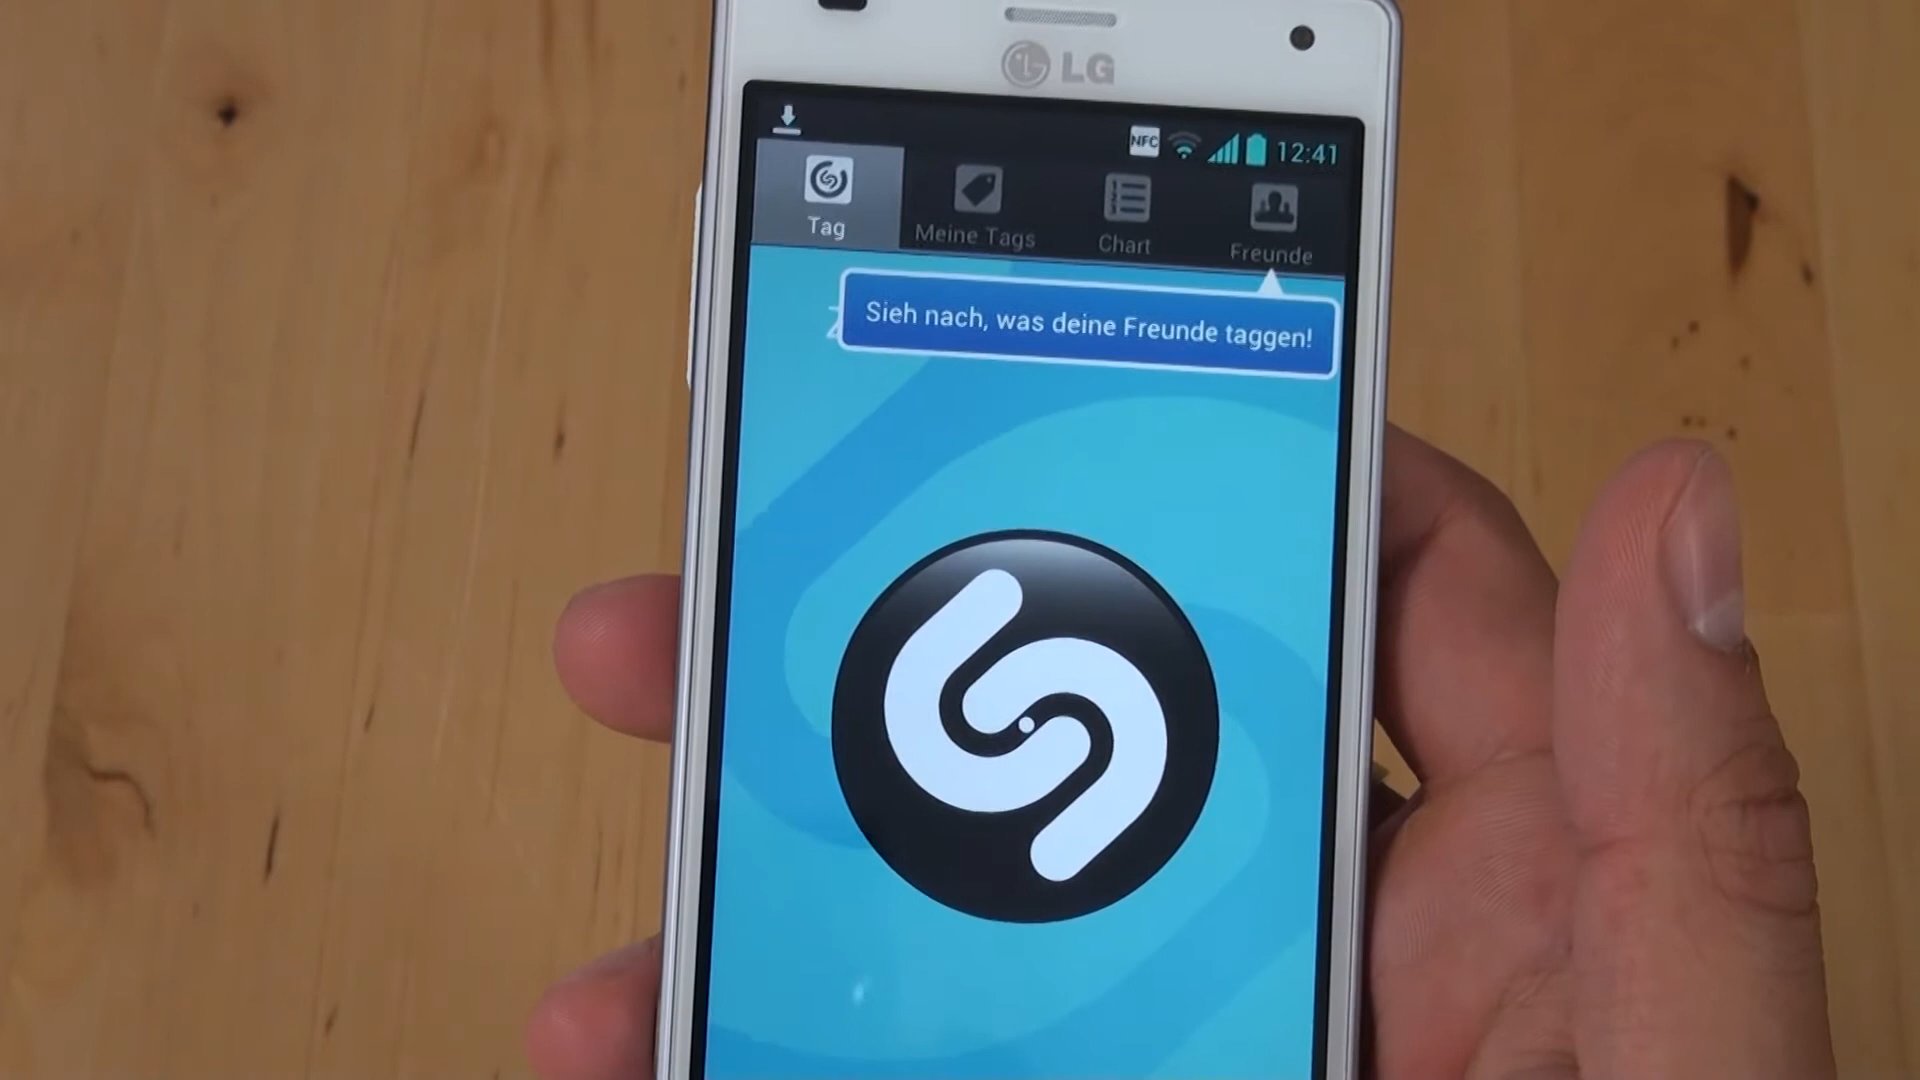 LG
NFC
12:41
Tag
Meine Tags
Chart
Freunde
Sieh nach, was deine Freunde taggen!